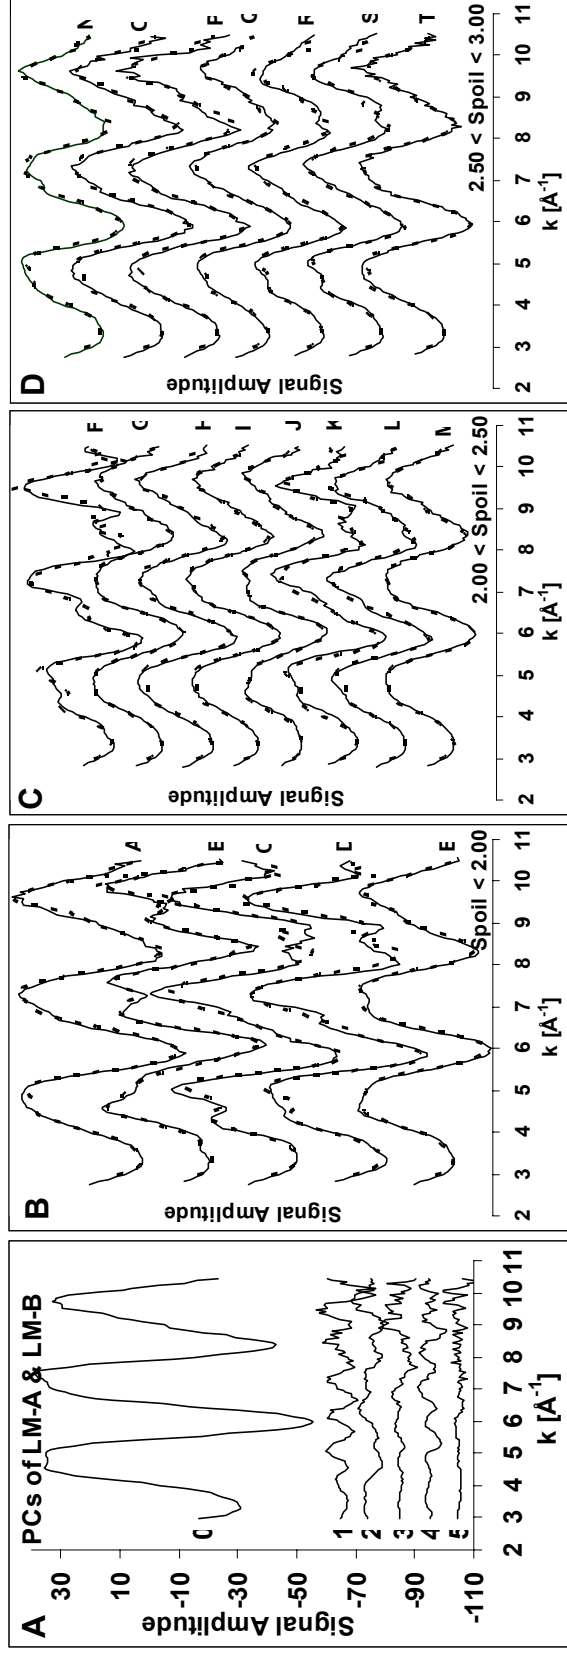 A
PCs of LM-A & LM-B
Signal Amplitude
30
10
-10
-30
-50
-70
-90
-110
1
2
3
4
2 3 4 5 6 7 8 9 10 11
k [Å⁻¹]
B
Signal Amplitude
A
C
D
E
Spoil < 2.00
2 3 4 5 6 7 8 9 10 11
k [Å⁻¹]
C
Signal Amplitude
F
G
I
J
K
L
2.00 < Spoil < 2.50
2 3 4 5 6 7 8 9 10 11
k [Å⁻¹]
D
Signal Amplitude
S
T
2.50 < Spoil < 3.00
2 3 4 5 6 7 8 9 10 11
k [Å⁻¹]